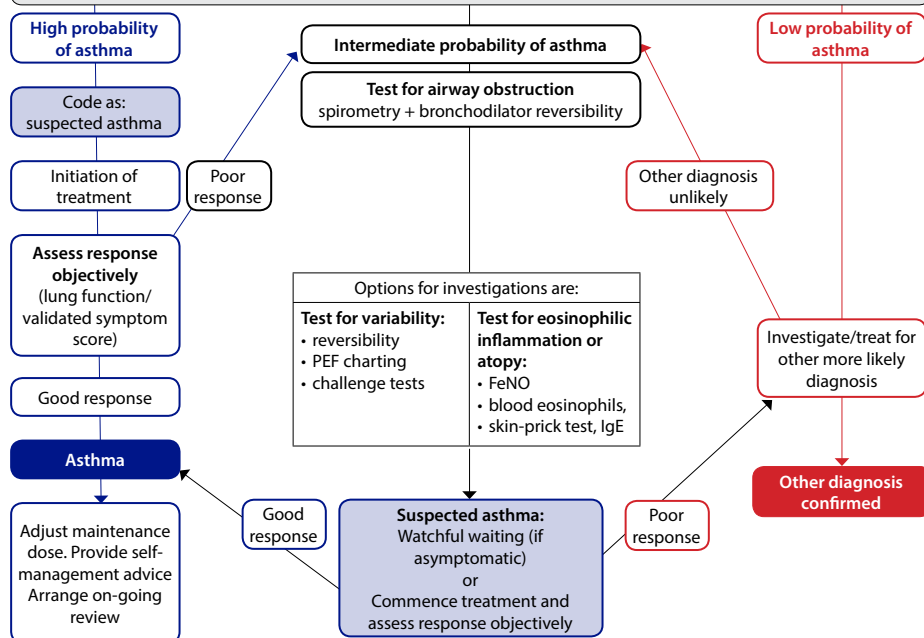 High probability
of asthma
Code as:
suspected asthma
Initiation of
treatment
Assess response
objectively
(lung function/
validated symptom
score)
Good response
Asthma
Adjust maintenance
dose. Provide self-
management advice
Arrange on-going
review
Poor
response
Intermediate probability of asthma
Test for airway obstruction
spirometry + bronchodilator reversibility
Options for investigations are:
Test for variability:
• reversibility
• PEF charting
• challenge tests
Test for eosinophilic
inflammation or
atopy:
• FeNO
• blood eosinophils,
• skin-prick test, IgE
Good
response
Suspected asthma:
Watchful waiting (if
asymptomatic)
or
Commence treatment and
assess response objectively
Poor
response
Low probability of
asthma
Other diagnosis
unlikely
Investigate/treat for
other more likely
diagnosis
Other diagnosis
confirmed